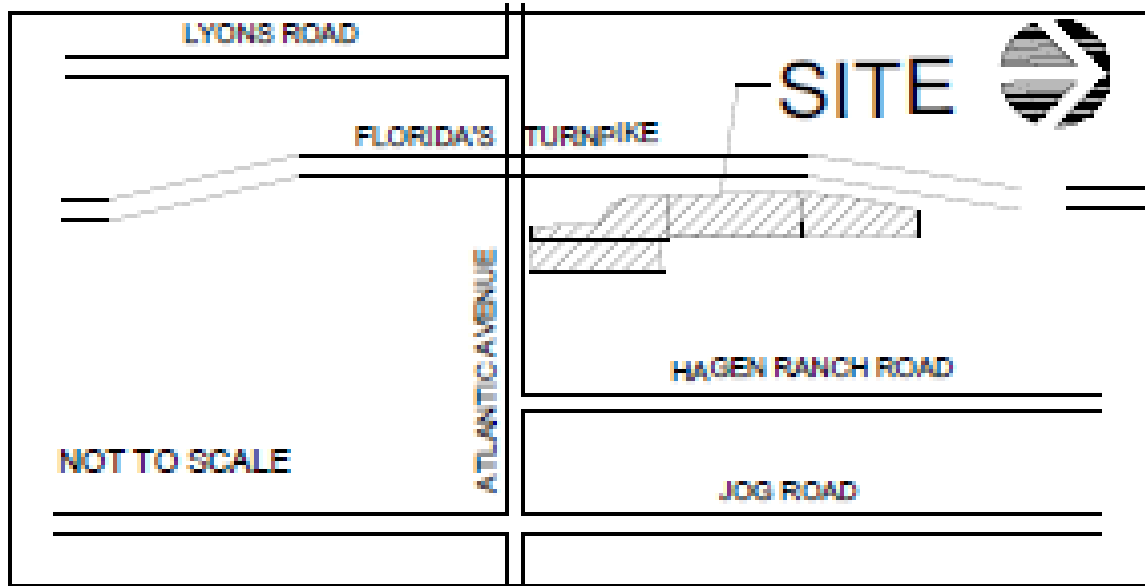 LYONS ROAD
SITE
FLORIDA'S TURNPIKE
ATLANTIC AVENUE
HAGEN RANCH ROAD
NOT TO SCALE
JOG ROAD